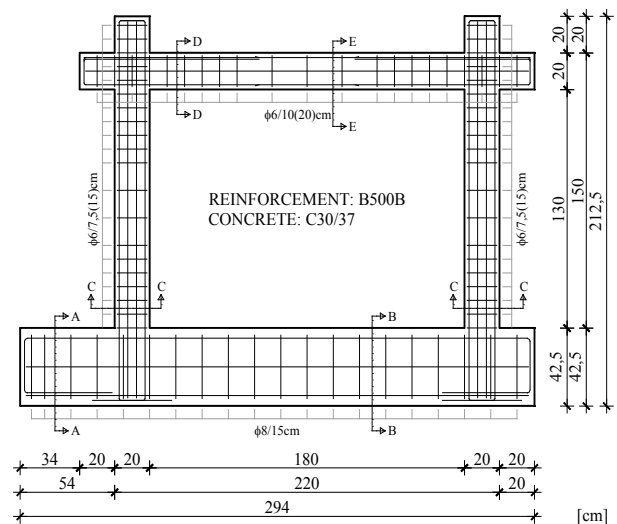 20
20
D
E
20
D
E
ϕ6/10(20)cm
ϕ6/7,5(15)cm
REINFORCEMENT: B500B
CONCRETE: C30/37
ϕ6/7,5(15)cm
130
150
212,5
C
C
C
C
A
B
42,5
42,5
A
B
ϕ8/15cm
34
20
20
180
20
20
54
220
20
294
[cm]